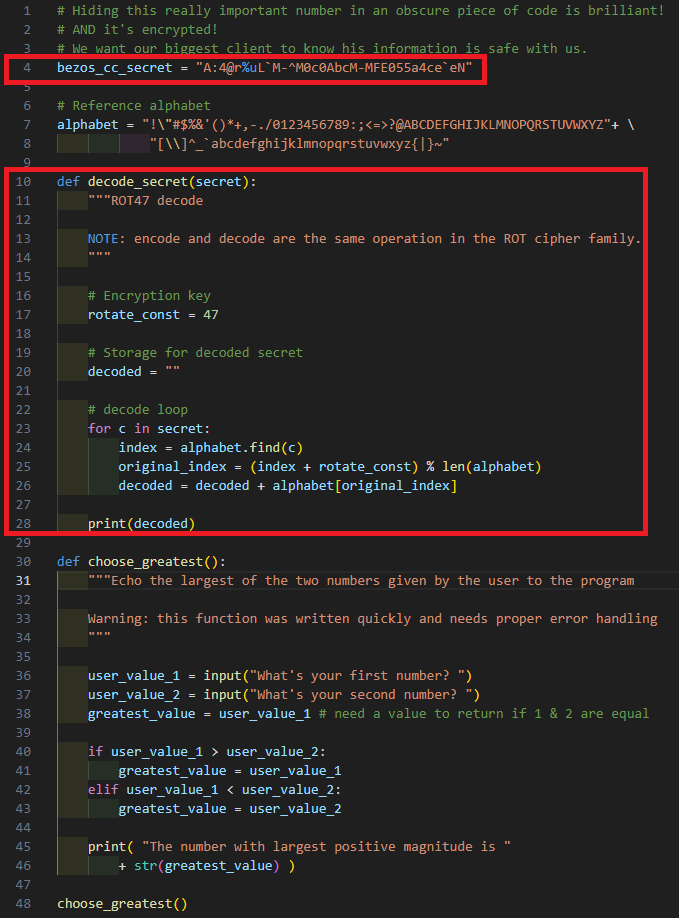 1 # Hiding this really important number in an obscure piece of code is brilliant!
2 # AND it's encrypted!
3 # We want our biggest client to know his information is safe with us.
4 bezos_cc_secret = "A:4@r%uL`M-^M0c0AbcM-MFE055a4ce`eN"
5
6 # Reference alphabet
7 alphabet = "!\"#$%&'()*+,-./0123456789:;<=>?@ABCDEFGHIJKLMNOPQRSTUVWXYZ"+ \
8 "[\\]^_`abcdefghijklmnopqrstuvwxyz{|}~"
9
10 def decode_secret(secret):
11 """ROT47 decode
12
13 NOTE: encode and decode are the same operation in the ROT cipher family.
14 """
15
16 # Encryption key
17 rotate_const = 47
18
19 # Storage for decoded secret
20 decoded = ""
21
22 # decode loop
23 for c in secret:
24 index = alphabet.find(c)
25 original_index = (index + rotate_const) % len(alphabet)
26 decoded = decoded + alphabet[original_index]
27
28 print(decoded)
29
30 def choose_greatest():
31 """Echo the largest of the two numbers given by the user to the program
32
33 Warning: this function was written quickly and needs proper error handling
34 """
35
36 user_value_1 = input("What's your first number? ")
37 user_value_2 = input("What's your second number? ")
38 greatest_value = user_value_1 # need a value to return if 1 & 2 are equal
39
40 if user_value_1 > user_value_2:
41 greatest_value = user_value_1
42 elif user_value_1 < user_value_2:
43 greatest_value = user_value_2
44
45 print( "The number with largest positive magnitude is "
46 + str(greatest_value) )
47
48 choose_greatest()